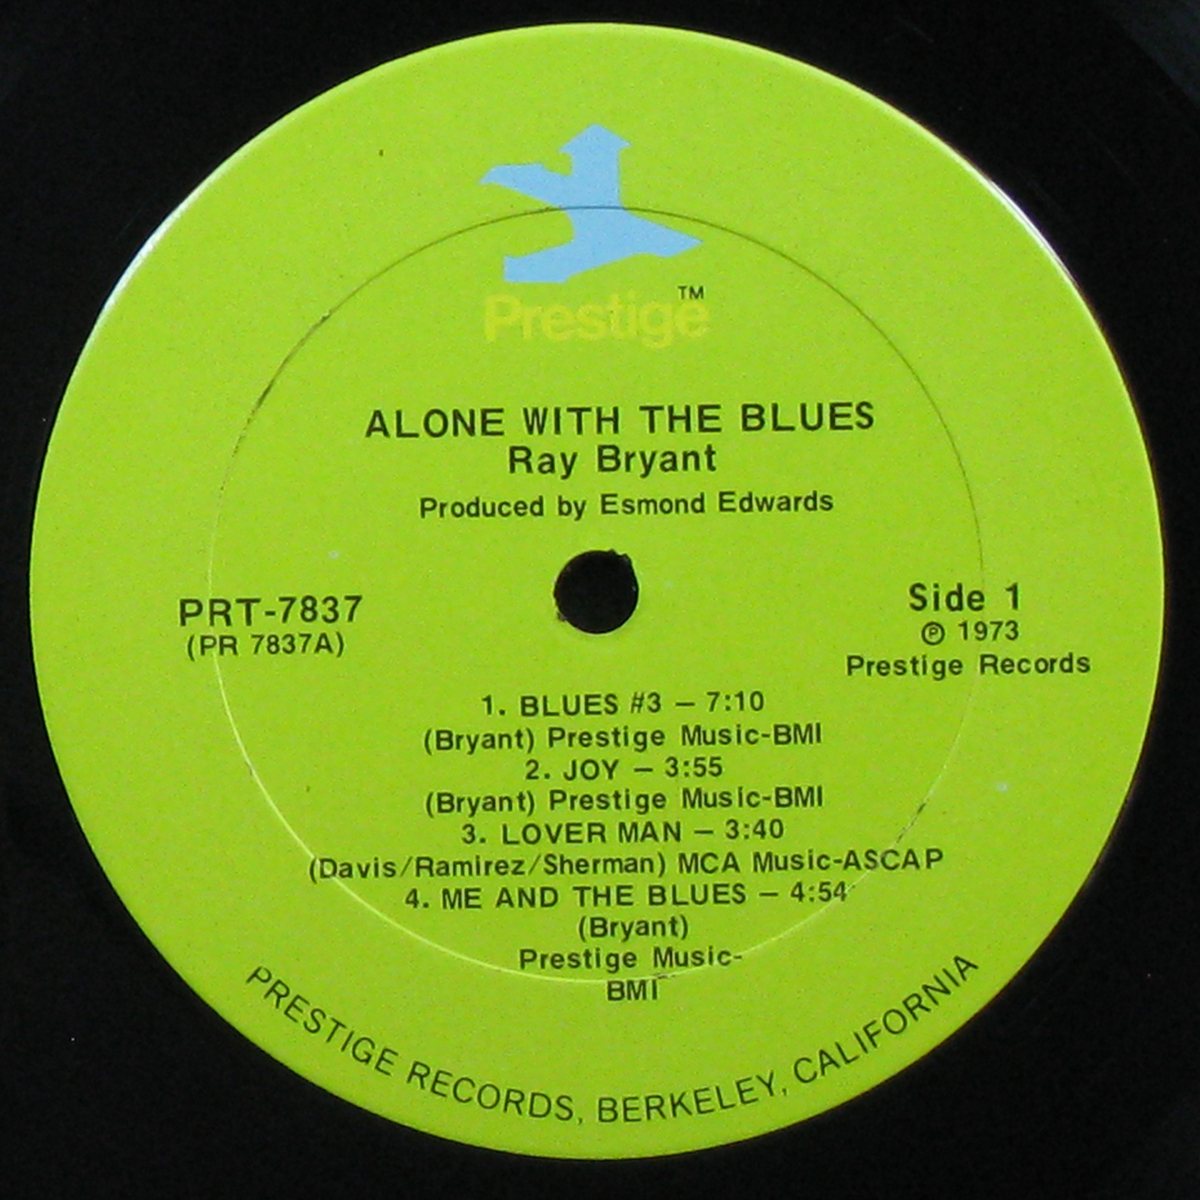 Prestige™
ALONE WITH THE BLUES
Ray Bryant
Produced by Esmond Edwards
PRT-7837
(PR 7837A)
Side 1
℗ 1973
Prestige Records
1. BLUES #3 – 7:10
(Bryant) Prestige Music-BMI
2. JOY – 3:55
(Bryant) Prestige Music-BMI
3. LOVER MAN – 3:40
(Davis/Ramirez/Sherman) MCA Music-ASCAP
4. ME AND THE BLUES – 4:54
(Bryant)
Prestige Music-
BMI
PRESTIGE RECORDS, BERKELEY, CALIFORNIA